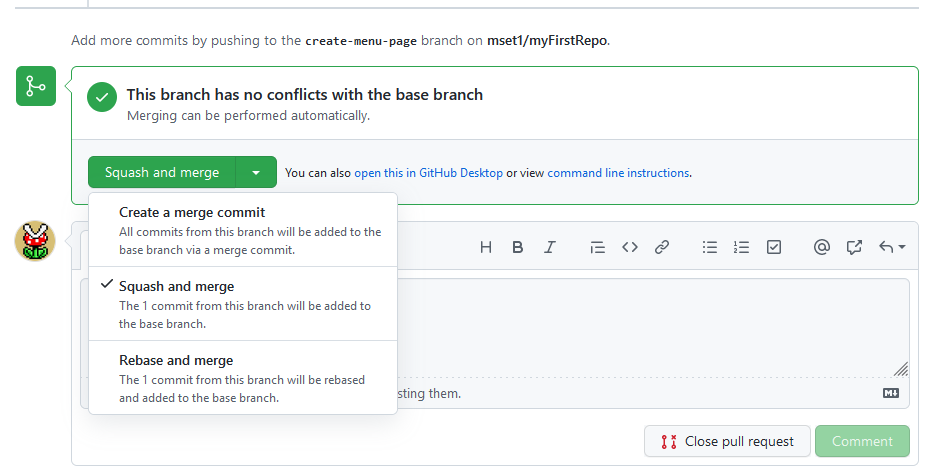 Add more commits by pushing to the create-menu-page branch on mset1/myFirstRepo.
This branch has no conflicts with the base branch
Merging can be performed automatically.
Squash and merge
You can also open this in GitHub Desktop or view command line instructions.
Create a merge commit
All commits from this branch will be added to the
base branch via a merge commit.
Squash and merge
The 1 commit from this branch will be added to
the base branch.
Rebase and merge
The 1 commit from this branch will be rebased
and added to the base branch.
H B I
sting them.
Close pull request
Comment